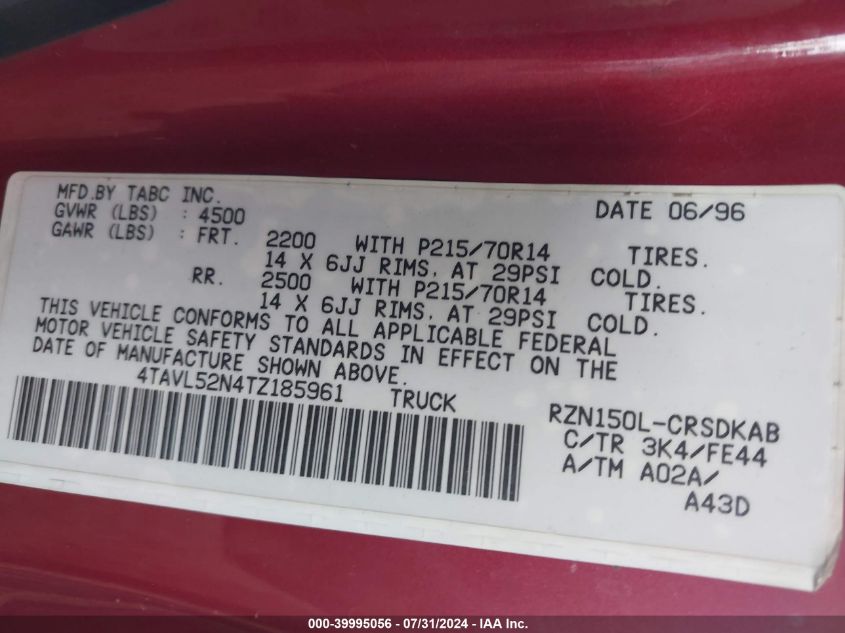 MFD.BY TABC INC. DATE 06/96
GVWR (LBS) : 4500
GAWR (LBS) : FRT. 2200 WITH P215/70R14 TIRES.
14 X 6JJ RIMS, AT 29PSI COLD.
RR. 2500 WITH P215/70R14 TIRES.
14 X 6JJ RIMS, AT 29PSI COLD.
THIS VEHICLE CONFORMS TO ALL APPLICABLE FEDERAL
MOTOR VEHICLE SAFETY STANDARDS IN EFFECT ON THE
DATE OF MANUFACTURE SHOWN ABOVE.
4TAVL52N4TZ185961 TRUCK
RZN150L-CRSDKAB
C/TR 3K4/FE44
A/TM A02A/
A43D
000-39995056 - 07/31/2024 - IAA Inc.